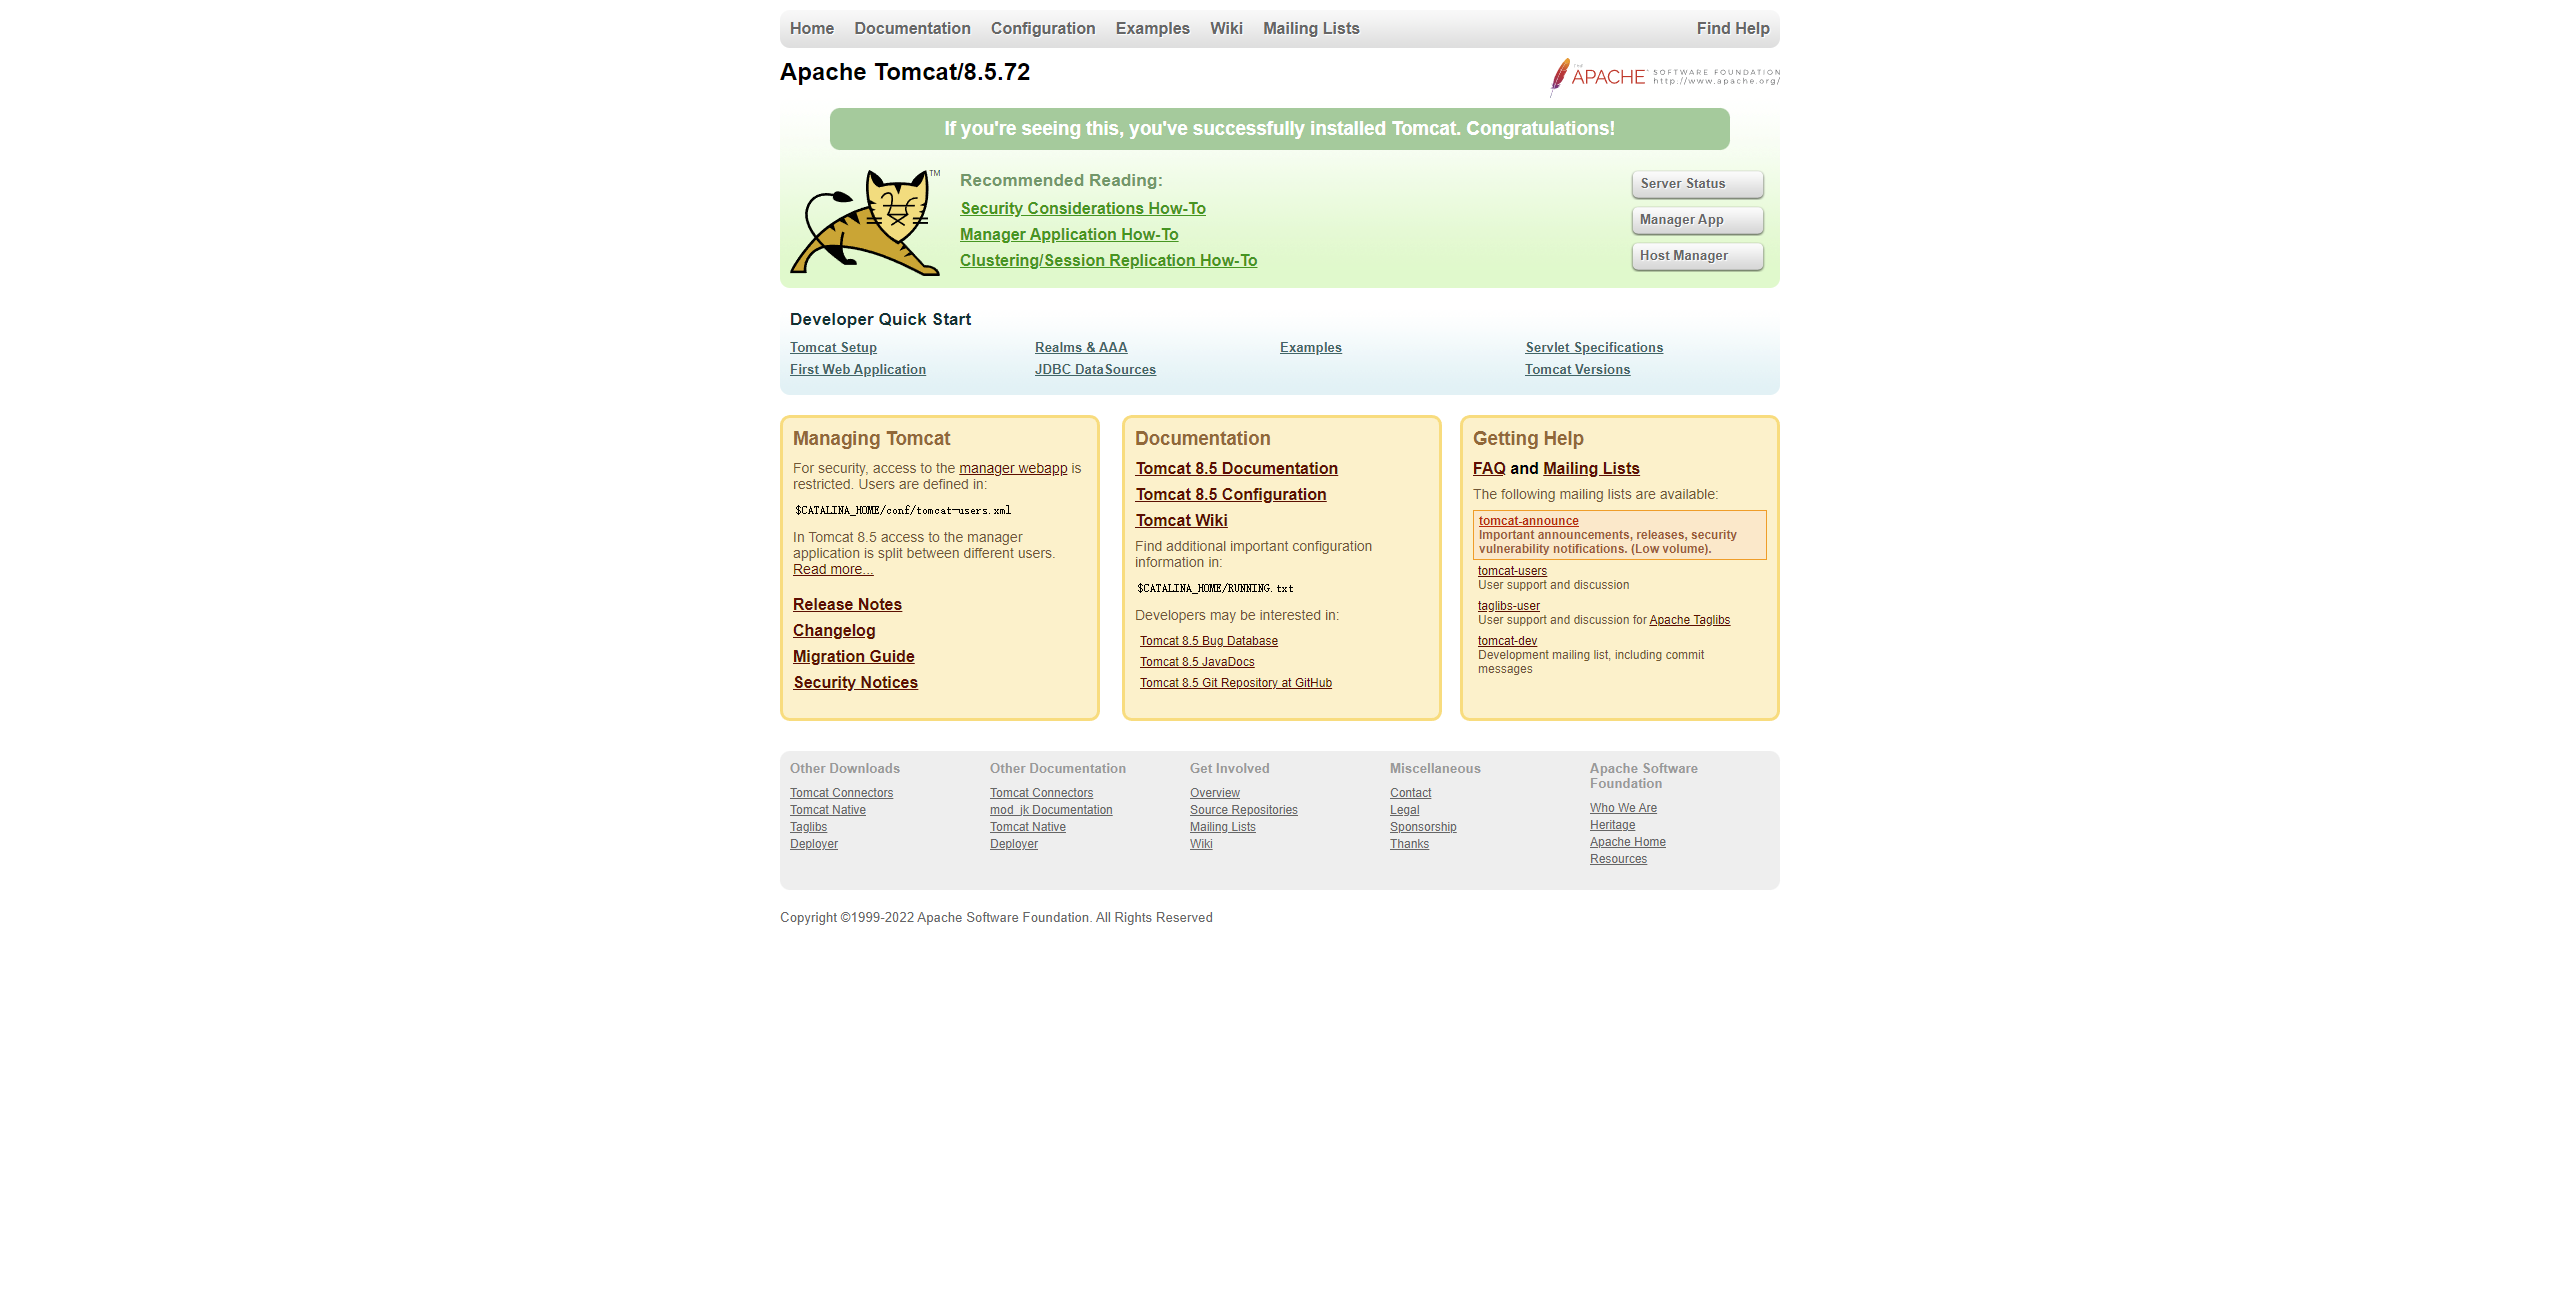 Home Documentation Configuration Examples Wiki Mailing Lists Find Help
Apache Tomcat/8.5.72
THE
APACHE SOFTWARE FOUNDATION
http://www.apache.org/
If you're seeing this, you've successfully installed Tomcat. Congratulations!
TM
Recommended Reading:
Security Considerations How-To
Manager Application How-To
Clustering/Session Replication How-To
Server Status
Manager App
Host Manager
Developer Quick Start
Tomcat Setup
First Web Application
Realms & AAA
JDBC DataSources
Examples
Servlet Specifications
Tomcat Versions
Managing Tomcat
For security, access to the manager webapp is
restricted. Users are defined in:
$CATALINA_HOME/conf/tomcat-users.xml
In Tomcat 8.5 access to the manager
application is split between different users.
Read more...
Release Notes
Changelog
Migration Guide
Security Notices
Documentation
Tomcat 8.5 Documentation
Tomcat 8.5 Configuration
Tomcat Wiki
Find additional important configuration
information in:
$CATALINA_HOME/RUNNING.txt
Developers may be interested in:
Tomcat 8.5 Bug Database
Tomcat 8.5 JavaDocs
Tomcat 8.5 Git Repository at GitHub
Getting Help
FAQ and Mailing Lists
The following mailing lists are available:
tomcat-announce
Important announcements, releases, security
vulnerability notifications. (Low volume).
tomcat-users
User support and discussion
taglibs-user
User support and discussion for Apache Taglibs
tomcat-dev
Development mailing list, including commit
messages
Other Downloads
Tomcat Connectors
Tomcat Native
Taglibs
Deployer
Other Documentation
Tomcat Connectors
mod_jk Documentation
Tomcat Native
Deployer
Get Involved
Overview
Source Repositories
Mailing Lists
Wiki
Miscellaneous
Contact
Legal
Sponsorship
Thanks
Apache Software
Foundation
Who We Are
Heritage
Apache Home
Resources
Copyright ©1999-2022 Apache Software Foundation. All Rights Reserved